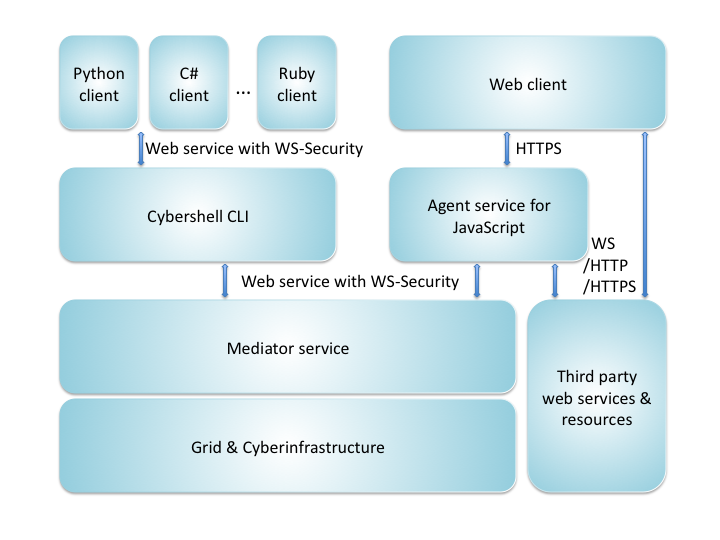 Python
client
C#
client
...
Ruby
client
Web client
Web service with WS-Security
HTTPS
Cybershell CLI
Agent service for
JavaScript
WS
/HTTP
/HTTPS
Web service with WS-Security
Mediator service
Third party
web services &
resources
Grid & Cyberinfrastructure